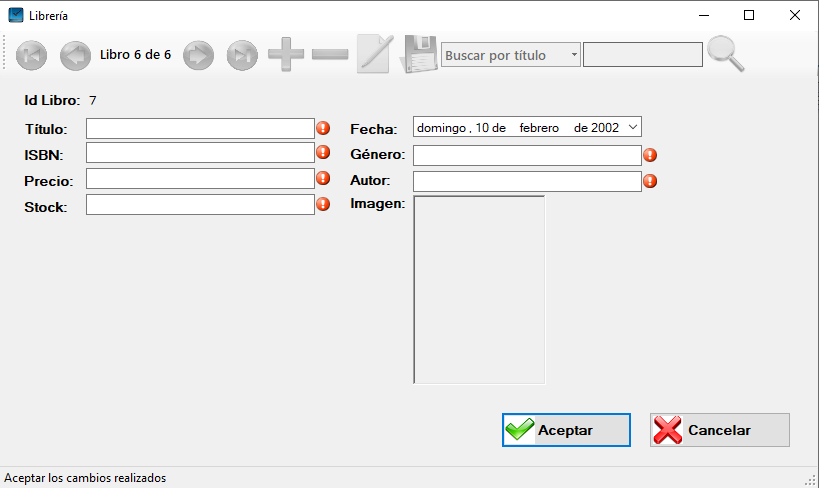 Librería
Libro 6 de 6 Buscar por título
Id Libro: 7
Título: Fecha: domingo , 10 de febrero de 2002
ISBN: Género:
Precio: Autor:
Stock: Imagen:
Aceptar Cancelar
Aceptar los cambios realizados